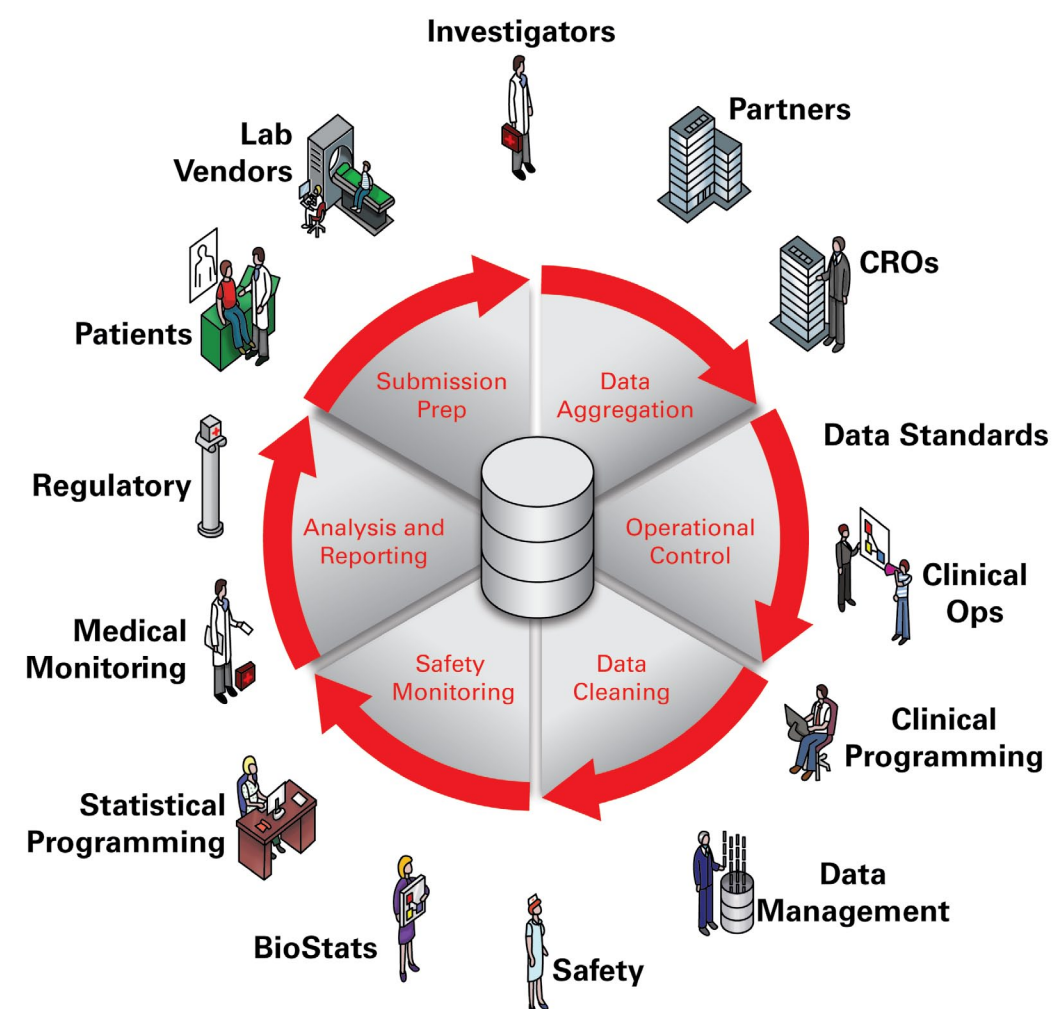 Investigators
Partners
CROs
Data Standards
Clinical
Ops
Clinical
Programming
Data
Management
Safety
BioStats
Statistical
Programming
Medical
Monitoring
Regulatory
Patients
Lab
Vendors
Submission
Prep
Data
Aggregation
Operational
Control
Data
Cleaning
Safety
Monitoring
Analysis and
Reporting